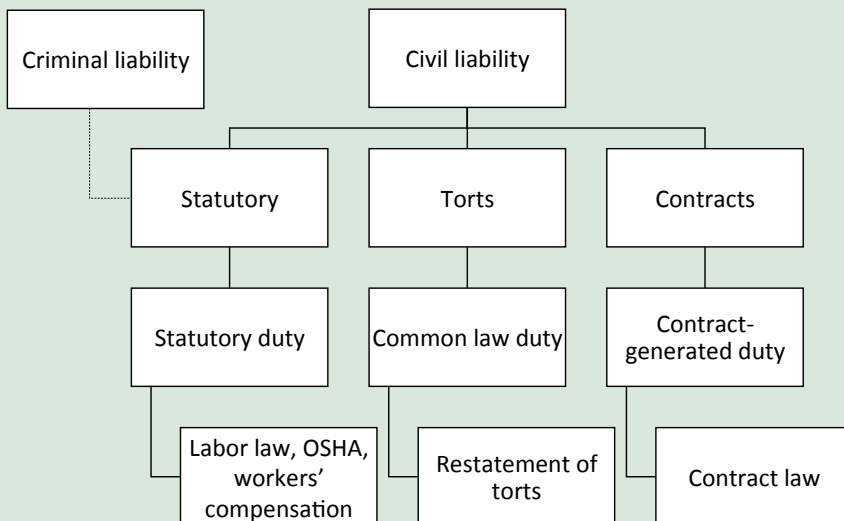 Criminal liability
Civil liability
Statutory
Torts
Contracts
Statutory duty
Common law duty
Contract-
generated duty
Labor law, OSHA,
workers’
compensation
Restatement of
torts
Contract law